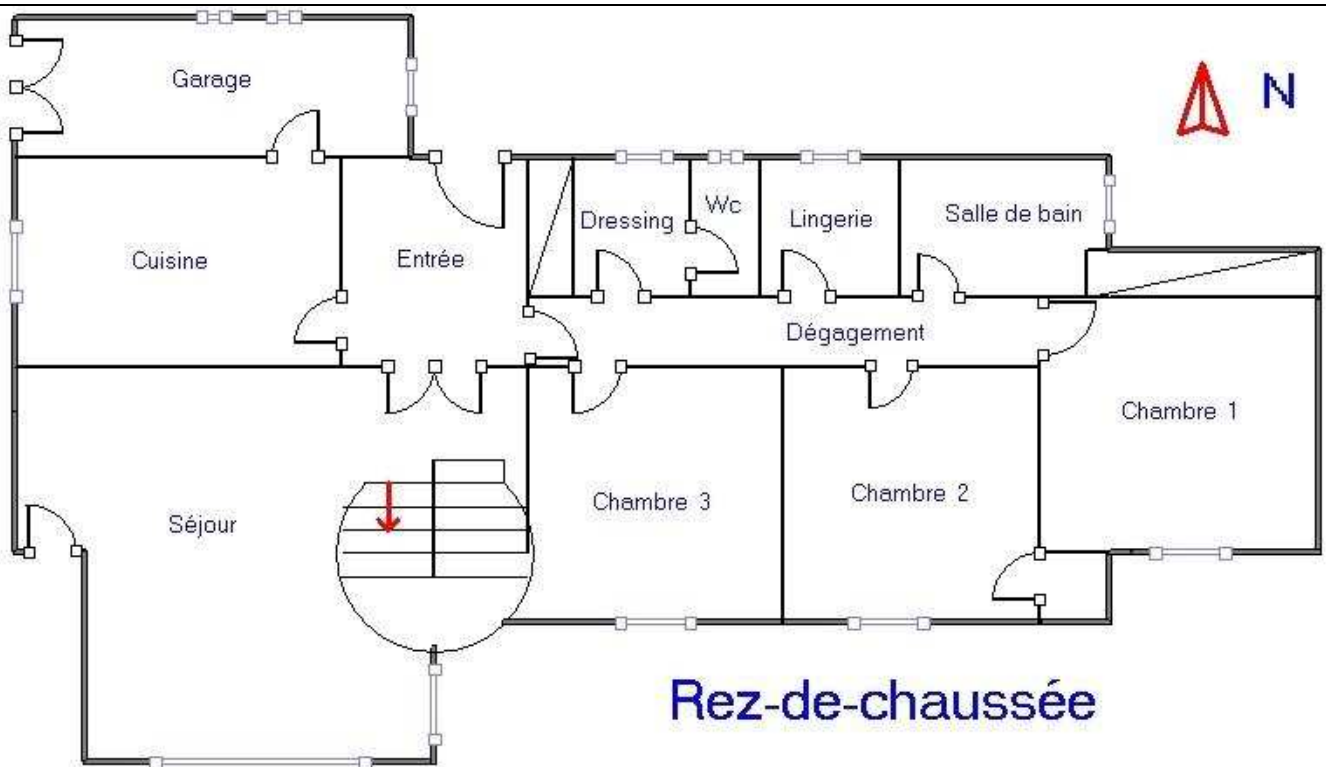 Garage
N
Dressing
Wc
Lingerie
Salle de bain
Cuisine
Entrée
Dégagement
Chambre 1
Séjour
Chambre 3
Chambre 2
Rez-de-chaussée